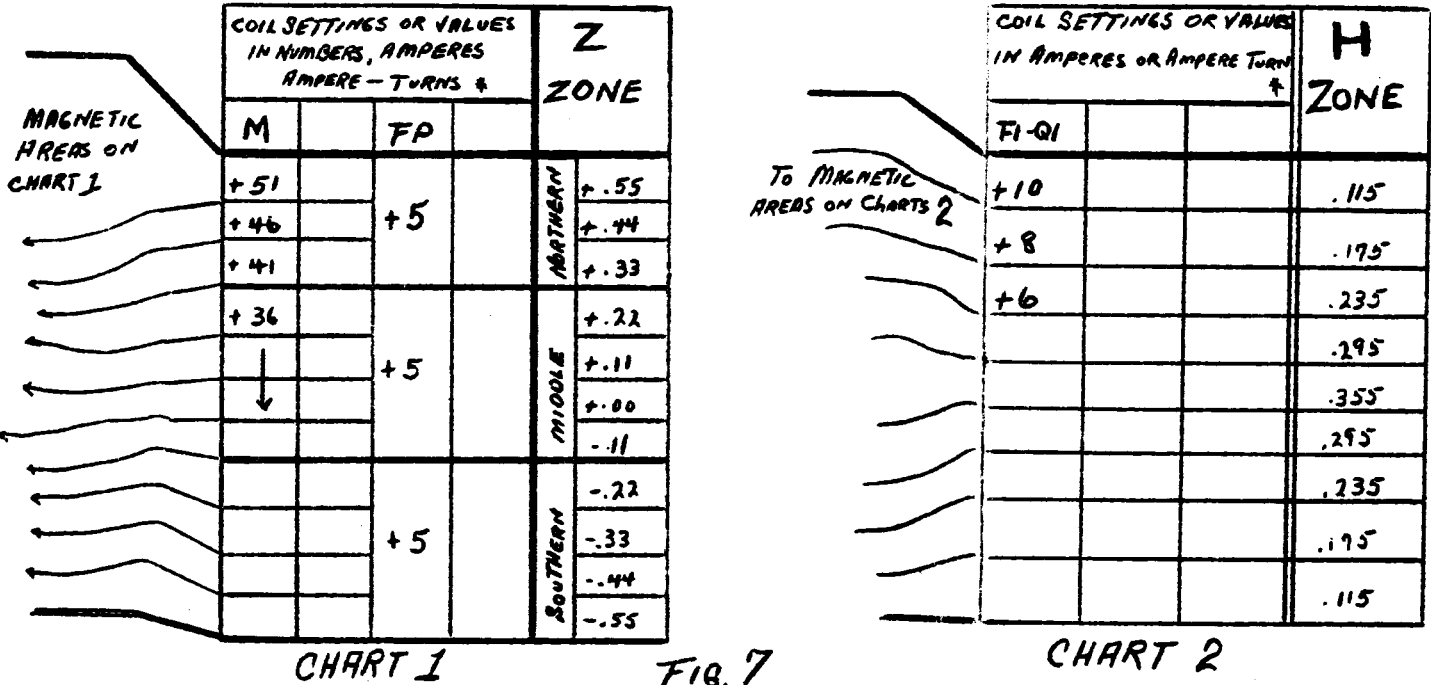 COIL SETTINGS OR VALUES
IN NUMBERS, AMPERES
AMPERE - TURNS *
Z
ZONE
M
FP
MAGNETIC
AREAS ON
CHART 1
+51
+46
+41
+36
+5
+5
+5
NORTHERN
MIDDLE
SOUTHERN
+.55
+.44
+.33
+.22
+.11
+.00
-.11
-.22
-.33
-.44
-.55
CHART 1
FIG. 7
COIL SETTINGS OR VALUES
IN AMPERES OR AMPERE TURN
*
H
ZONE
FI-QI
TO MAGNETIC
AREAS ON CHARTS 2
+10
+8
+6
.115
.175
.235
.295
.355
.295
.235
.175
.115
CHART 2